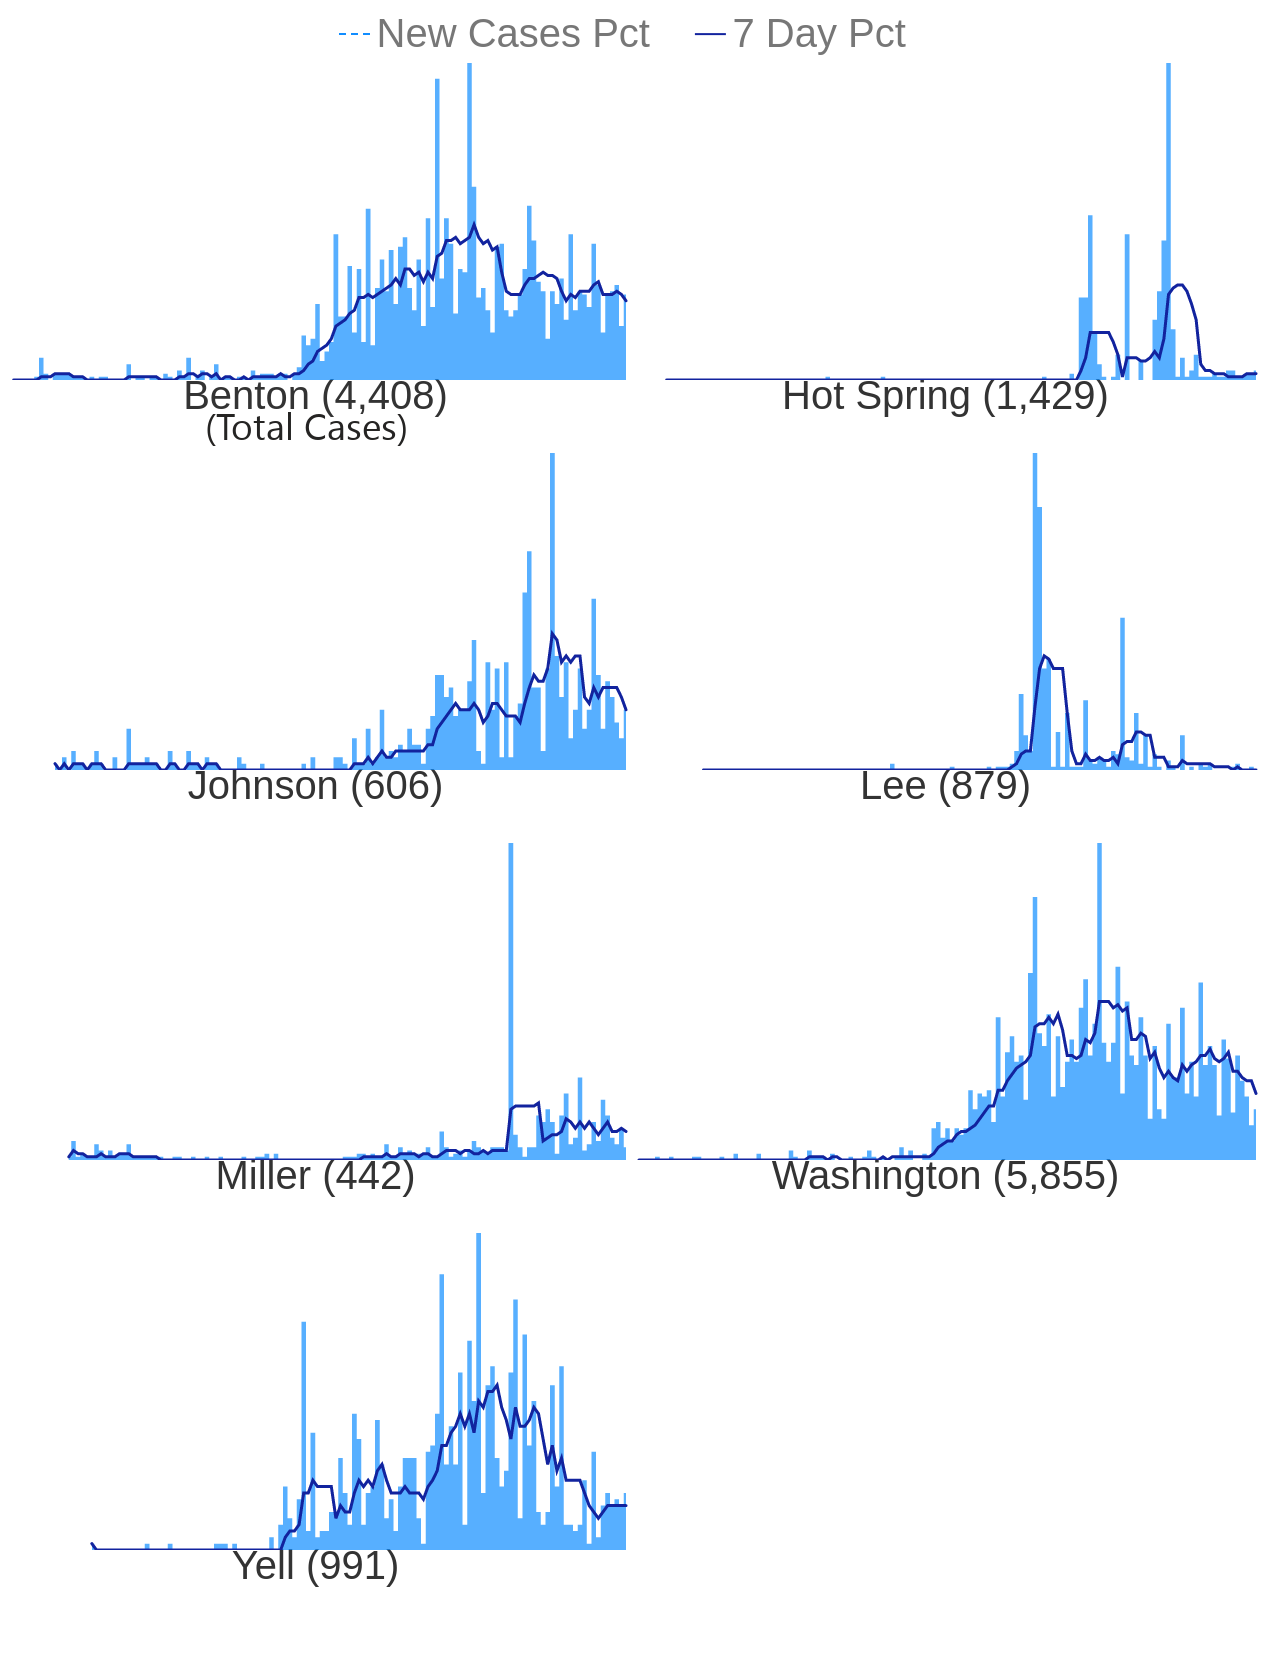 New Cases Pct 7 Day Pct
Benton (4,408) Hot Spring (1,429)
(Total Cases)
Johnson (606) Lee (879)
Miller (442) Washington (5,855)
Yell (991)